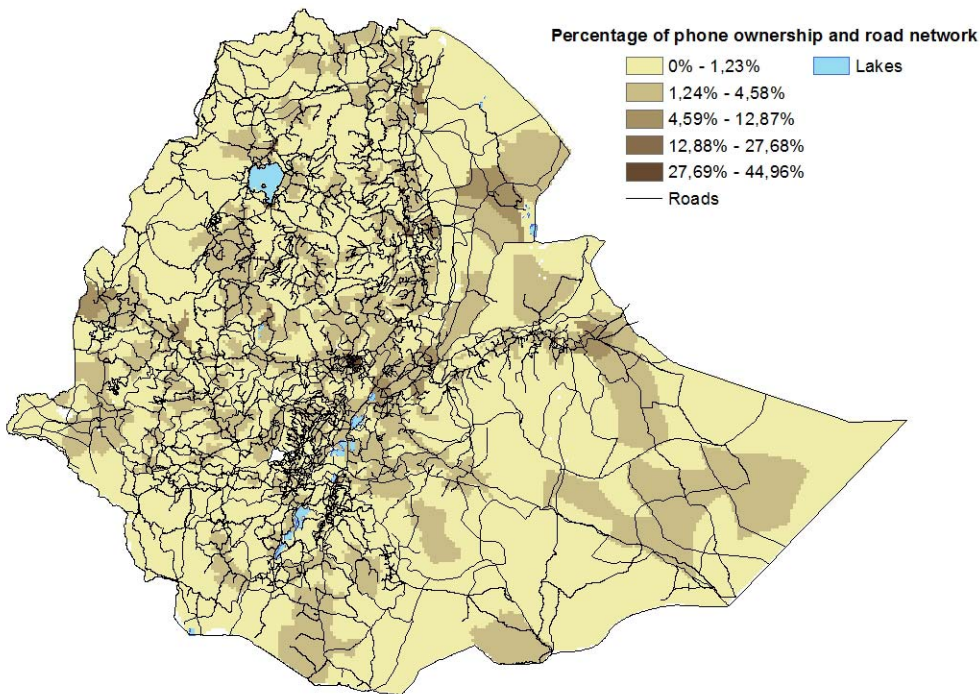 Percentage of phone ownership and road network
0% - 1,23%
Lakes
1,24% - 4,58%
4,59% - 12,87%
12,88% - 27,68%
27,69% - 44,96%
Roads